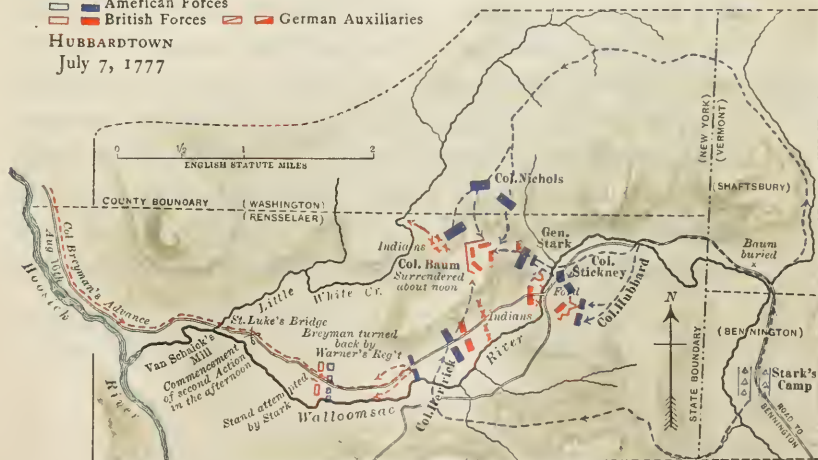 American Forces
British Forces
German Auxiliaries
HUBBARDTOWN
July 7, 1777
0 ½ 1 2
ENGLISH STATUTE MILES
COUNTY BOUNDARY
(WASHINGTON)
(RENSSELAER)
(NEW YORK)
(VERMONT)
(SHAFTSBURY)
Col. Nichols
Indians
Col. Baum
Surrendered
about noon
Gen.
Stark
Col.
Stickney
Ford
Col. Hubbard
Baum
buried
Col Breyman's Advance
Aug 16th
Hoosick
River
Little White Cr.
St. Luke's Bridge
Van Schaick's
Mill
Commencement
of second Action
in the afternoon
Breyman turned
back by
Warner's Reg't
Stand attempted
by Stark
Indians
Walloomsac
River
Col. Herrick
N
STATE BOUNDARY
(BENNINGTON)
Stark's
Camp
ROAD TO
BENNINGTON